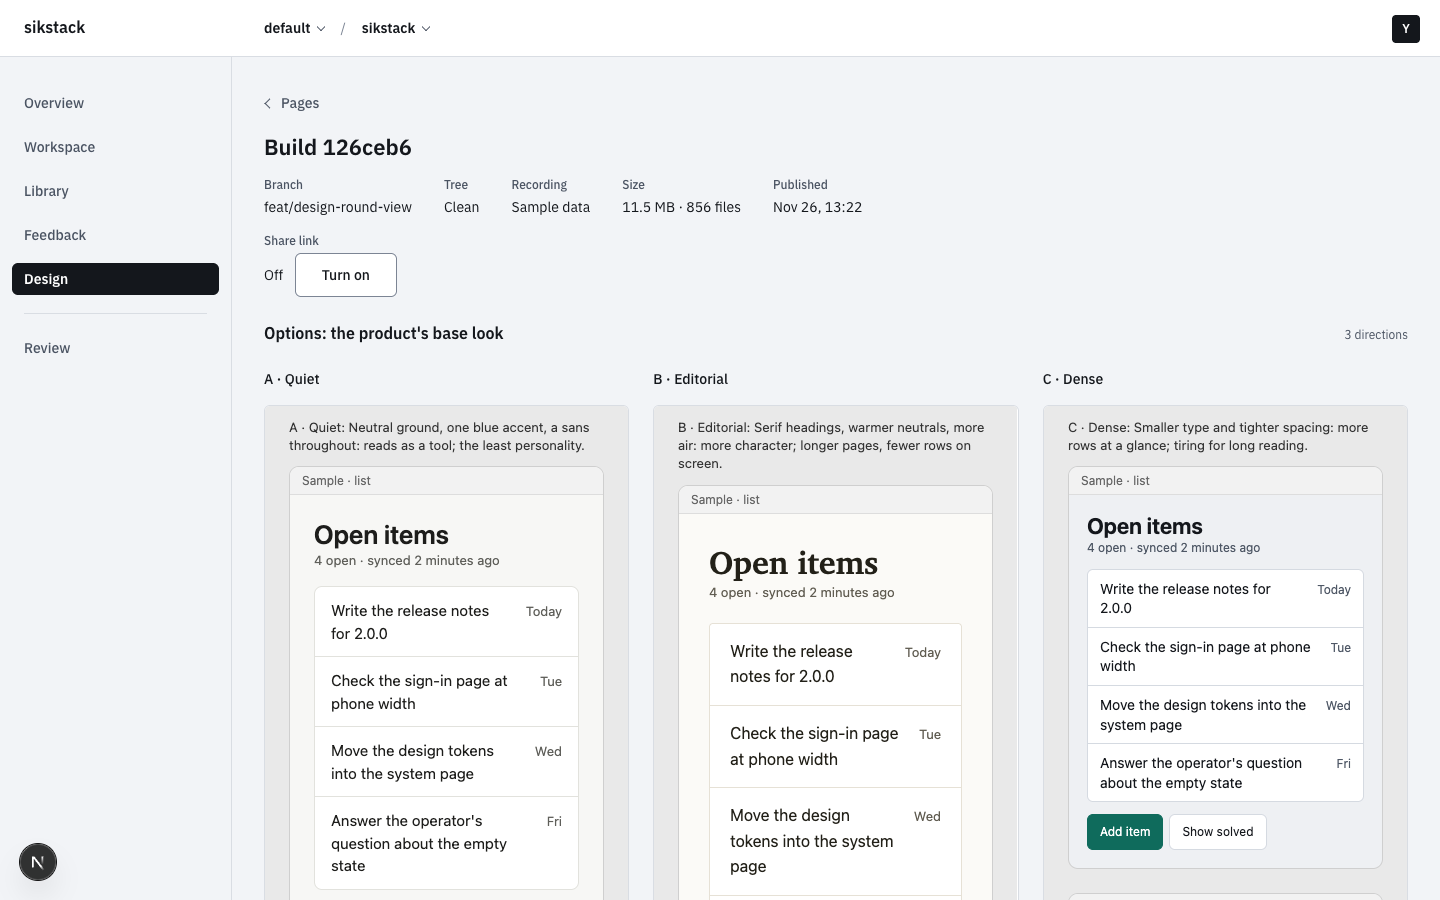 sikstack
default / sikstack
Y
Overview
Workspace
Library
Feedback
Design
Review
Pages
Build 126ceb6
Branch
feat/design-round-view
Tree
Clean
Recording
Sample data
Size
11.5 MB · 856 files
Published
Nov 26, 13:22
Share link
Off
Turn on
Options: the product's base look
3 directions
A · Quiet
A · Quiet: Neutral ground, one blue accent, a sans
throughout: reads as a tool; the least personality.
Sample · list
Open items
4 open · synced 2 minutes ago
Write the release notes
for 2.0.0
Today
Check the sign-in page at
phone width
Tue
Move the design tokens
into the system page
Wed
Answer the operator's
question about the empty
state
Fri
B · Editorial
B · Editorial: Serif headings, warmer neutrals, more
air: more character; longer pages, fewer rows on
screen.
Sample · list
Open items
4 open · synced 2 minutes ago
Write the release
notes for 2.0.0
Today
Check the sign-in page
at phone width
Tue
Move the design
tokens into the system
page
Wed
C · Dense
C · Dense: Smaller type and tighter spacing: more
rows at a glance; tiring for long reading.
Sample · list
Open items
4 open · synced 2 minutes ago
Write the release notes for
2.0.0
Today
Check the sign-in page at phone
width
Tue
Move the design tokens into the
system page
Wed
Answer the operator's question
about the empty state
Fri
Add item
Show solved
N